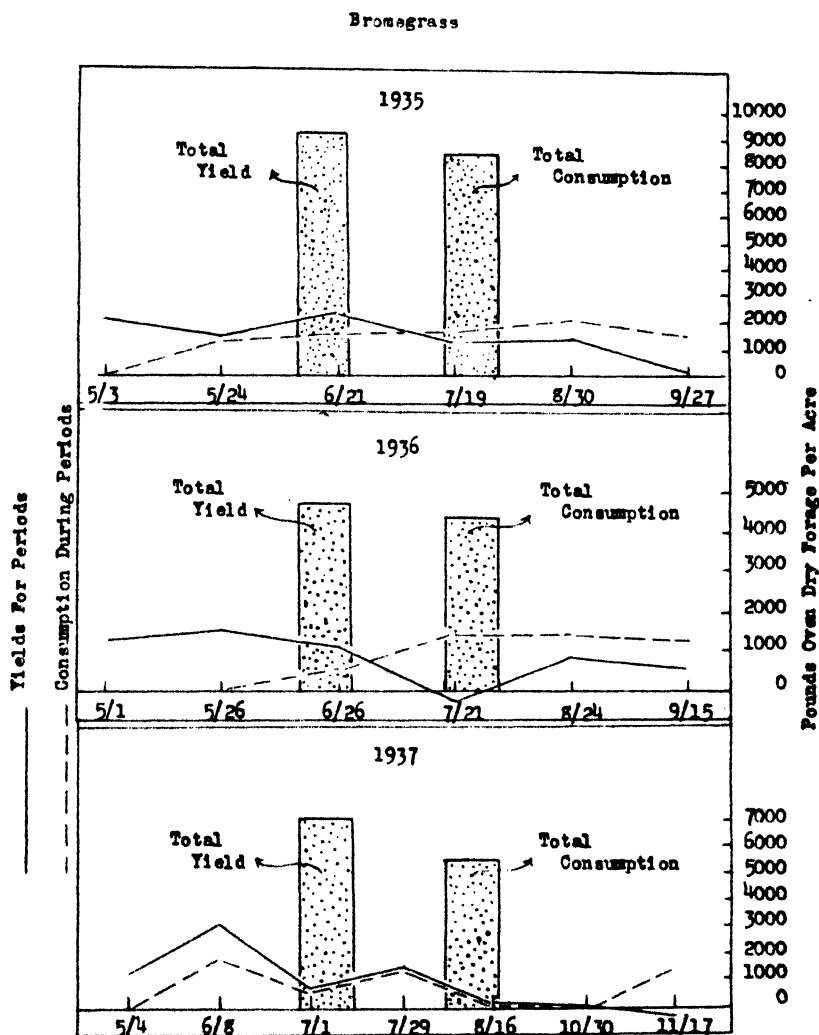 Bromegrass
1935
Total
Yield
Total
Consumption
10000
9000
8000
7000
6000
5000
4000
3000
2000
1000
0
5/3 5/24 6/21 7/19 8/30 9/27
1936
Total
Yield
Total
Consumption
5000
4000
3000
2000
1000
0
5/1 5/26 6/26 7/21 8/24 9/15
1937
Total
Yield
Total
Consumption
7000
6000
5000
4000
3000
2000
1000
0
5/4 6/8 7/1 7/29 8/16 10/30 11/17
Yields For Periods
Consumption During Periods
Pounds Oven Dry Forage Per Acre